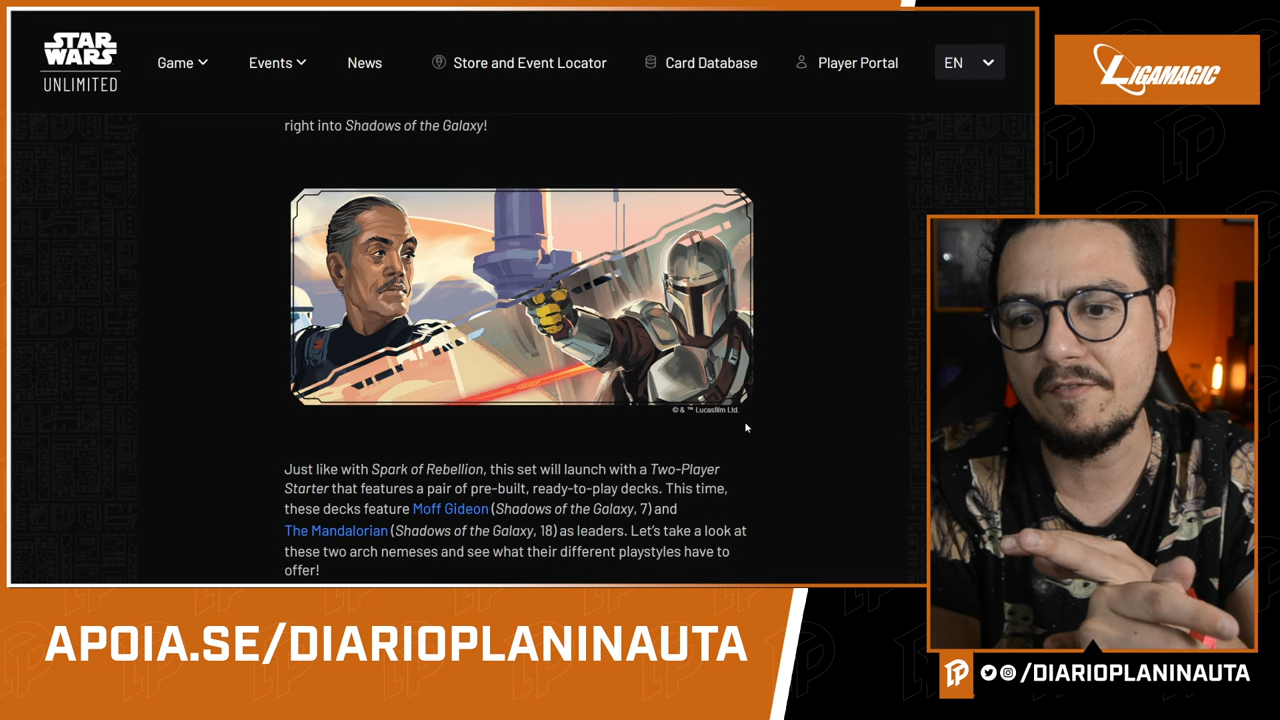 STAR
WARS
UNLIMITED
Game
Events
News
Store and Event Locator
Card Database
Player Portal
EN
LIGAMAGIC
right into Shadows of the Galaxy!
© & ™ Lucasfilm Ltd.
Just like with Spark of Rebellion, this set will launch with a Two-Player
Starter that features a pair of pre-built, ready-to-play decks. This time,
these decks feature Moff Gideon (Shadows of the Galaxy, 7) and
The Mandalorian (Shadows of the Galaxy, 18) as leaders. Let's take a look at
these two arch nemeses and see what their different playstyles have to
offer!
APOIA.SE/DIARIOPLANINAUTA
/DIARIOPLANINAUTA